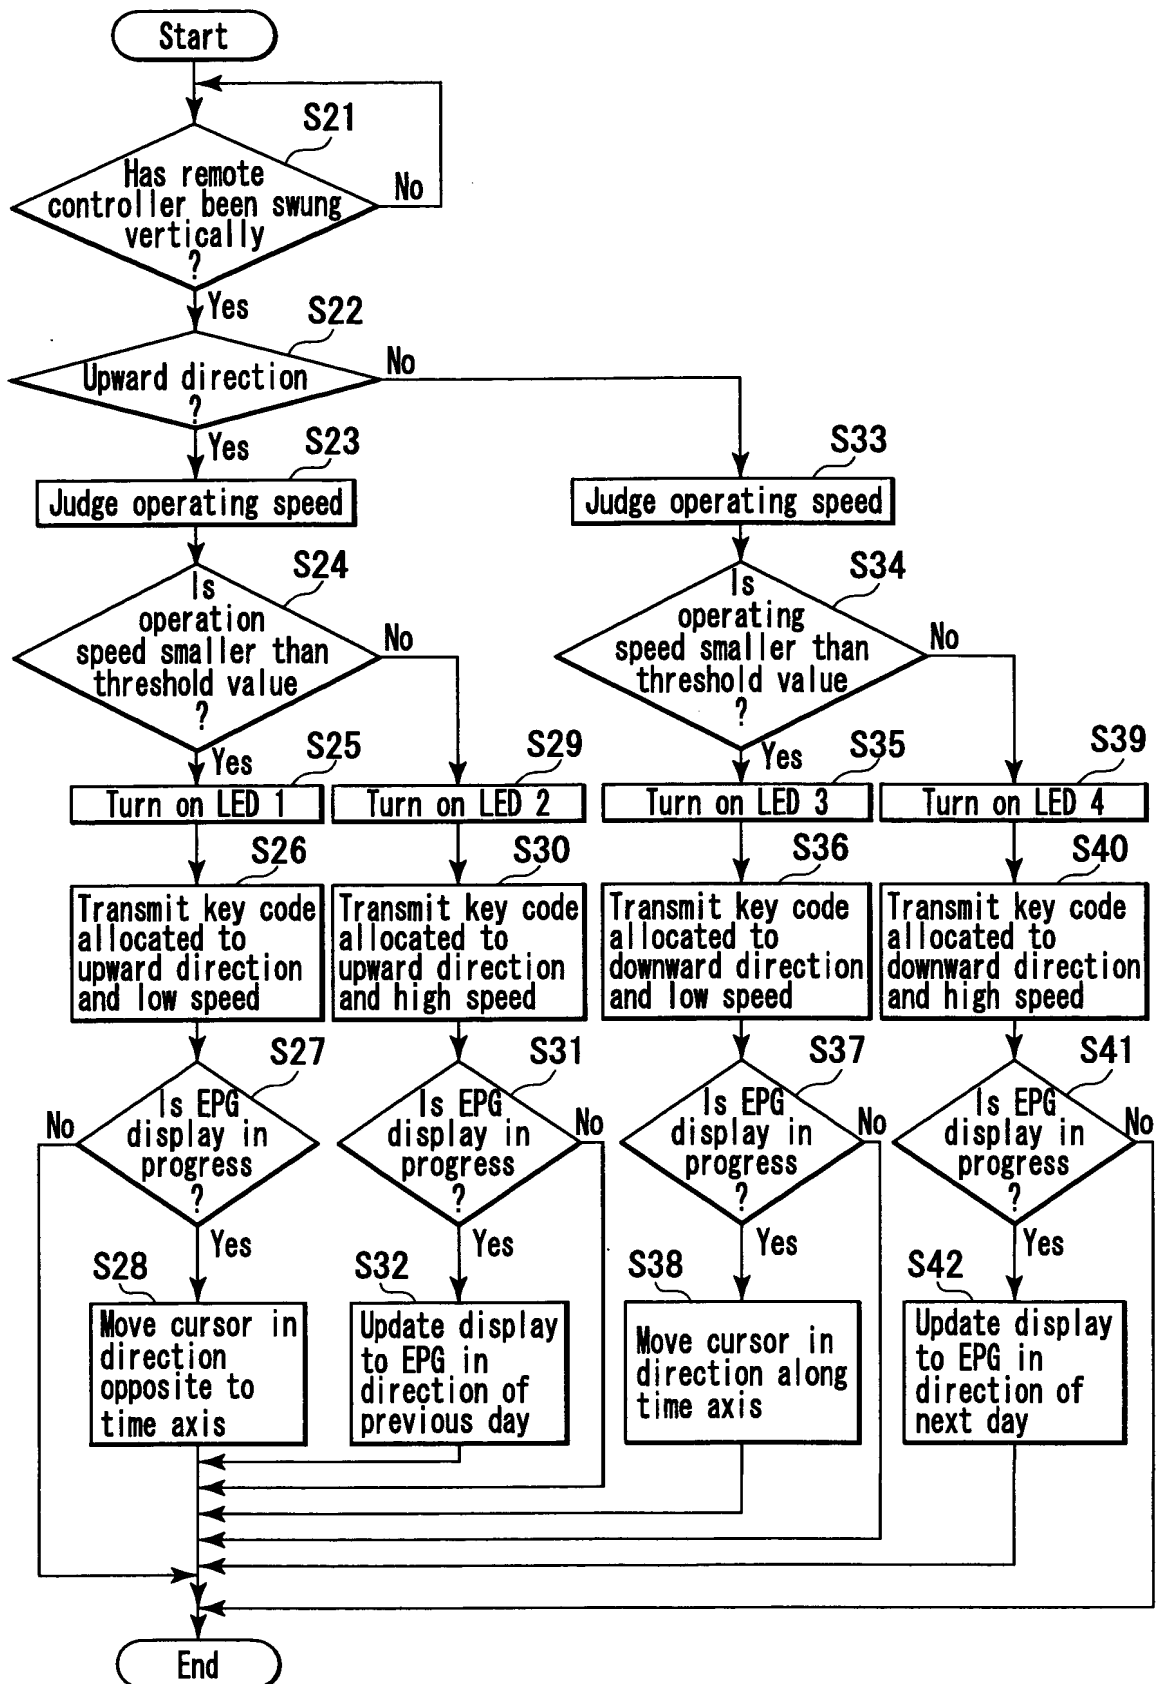 Start
S21
Has remote
controller been swung
vertically
?
No
Yes
S22
Upward direction
?
No
Yes
S23
Judge operating speed
S33
Judge operating speed
S24
Is
operation
speed smaller than
threshold value
?
No
Yes
S34
Is
operating
speed smaller than
threshold value
?
No
Yes
S25
Turn on LED 1
S29
Turn on LED 2
S35
Turn on LED 3
S39
Turn on LED 4
S26
Transmit key code
allocated to
upward direction
and low speed
S30
Transmit key code
allocated to
upward direction
and high speed
S36
Transmit key code
allocated to
downward direction
and low speed
S40
Transmit key code
allocated to
downward direction
and high speed
S27
Is EPG
display in
progress
?
No
Yes
S31
Is EPG
display in
progress
?
No
Yes
S37
Is EPG
display in
progress
?
No
Yes
S41
Is EPG
display in
progress
?
No
Yes
S28
Move cursor in
direction
opposite to
time axis
S32
Update display
to EPG in
direction of
previous day
S38
Move cursor in
direction along
time axis
S42
Update display
to EPG in
direction of
next day
End